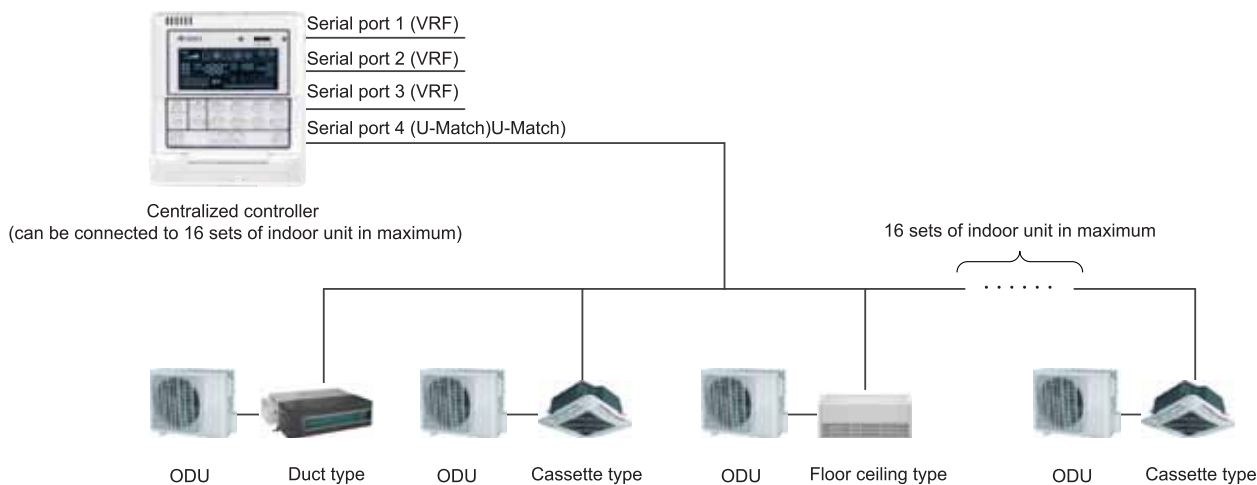 Serial port 1 (VRF)
Serial port 2 (VRF)
Serial port 3 (VRF)
Serial port 4 (U-Match)U-Match)
Centralized controller
(can be connected to 16 sets of indoor unit in maximum)
16 sets of indoor unit in maximum
ODU Duct type ODU Cassette type ODU Floor ceiling type ODU Cassette type